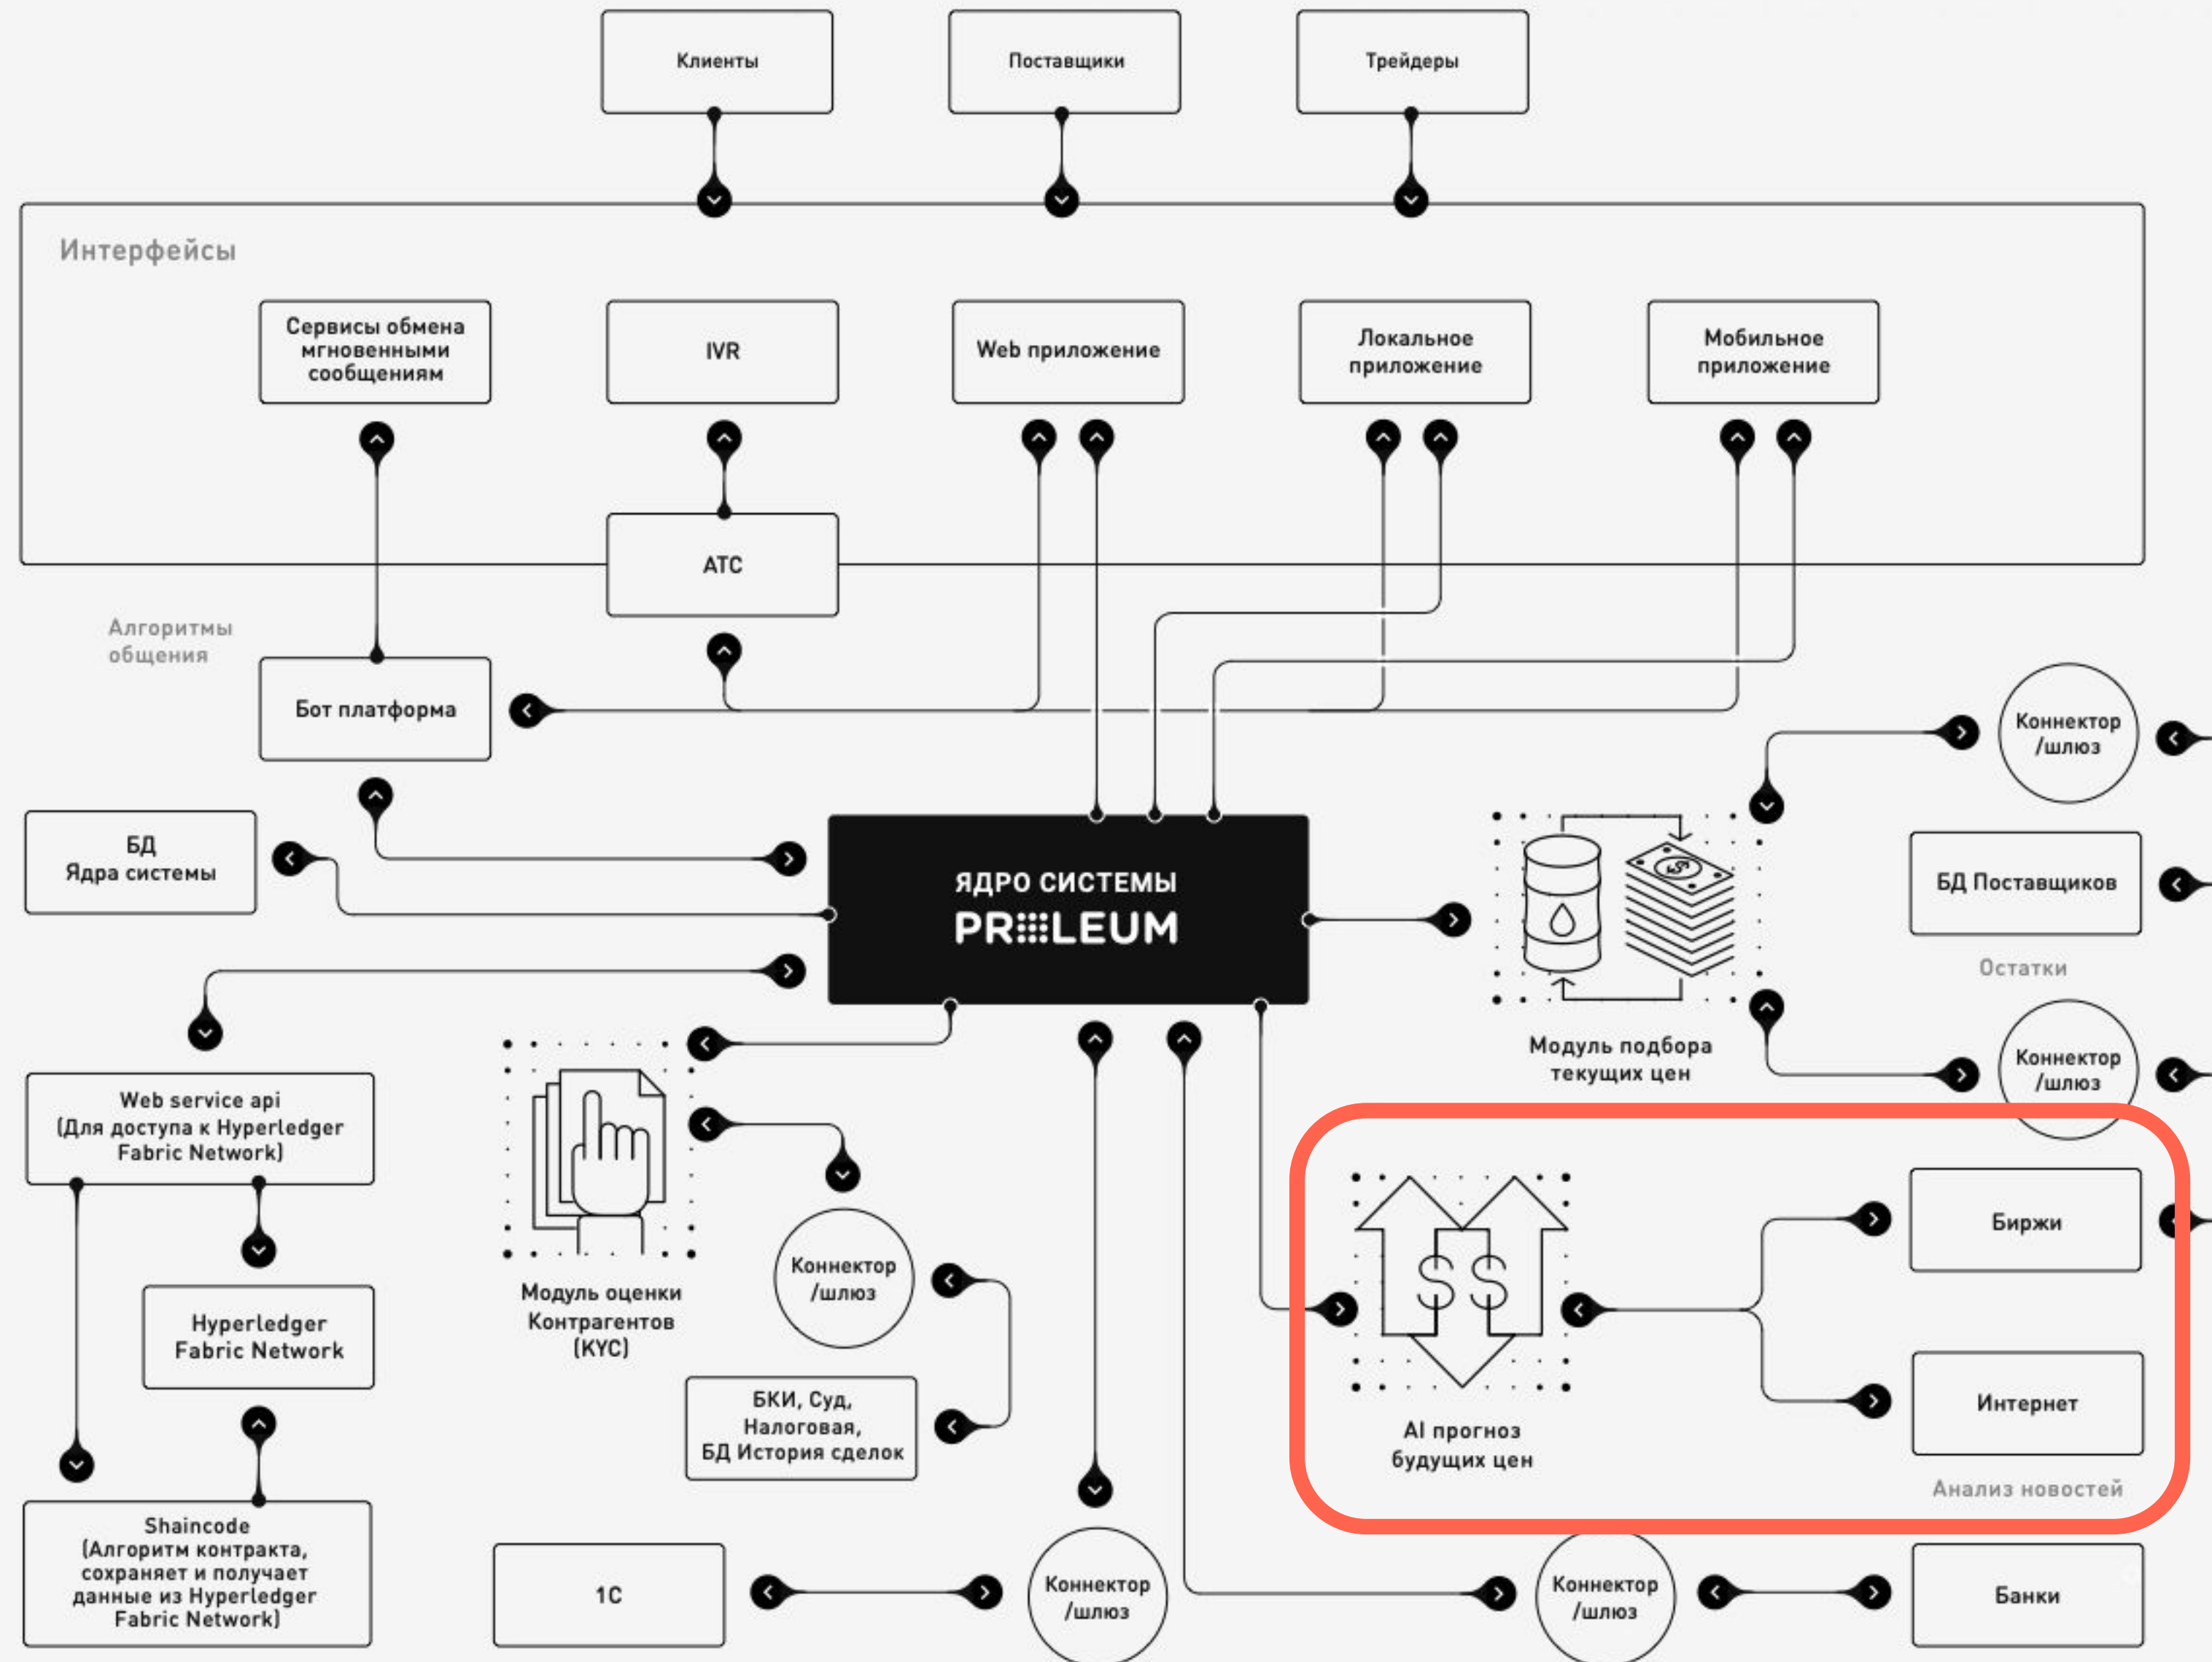 Клиенты
Поставщики
Трейдеры
Интерфейсы
Сервисы обмена
мгновенными
сообщениям
IVR
Web приложение
Локальное
приложение
Мобильное
приложение
АТС
Алгоритмы
общения
Бот платформа
Коннектор
/шлюз
БД
Ядра системы
ЯДРО СИСТЕМЫ
PROLEUM
БД Поставщиков
Остатки
Модуль подбора
текущих цен
Коннектор
/шлюз
Web service api
(Для доступа к Hyperledger
Fabric Network)
Биржи
Hyperledger
Fabric Network
Модуль оценки
Контрагентов
(KYC)
Коннектор
/шлюз
БКИ, Суд,
Налоговая,
БД История сделок
AI прогноз
будущих цен
Интернет
Анализ новостей
Shaincode
(Алгоритм контракта,
сохраняет и получает
данные из Hyperledger
Fabric Network)
1С
Коннектор
/шлюз
Коннектор
/шлюз
Банки